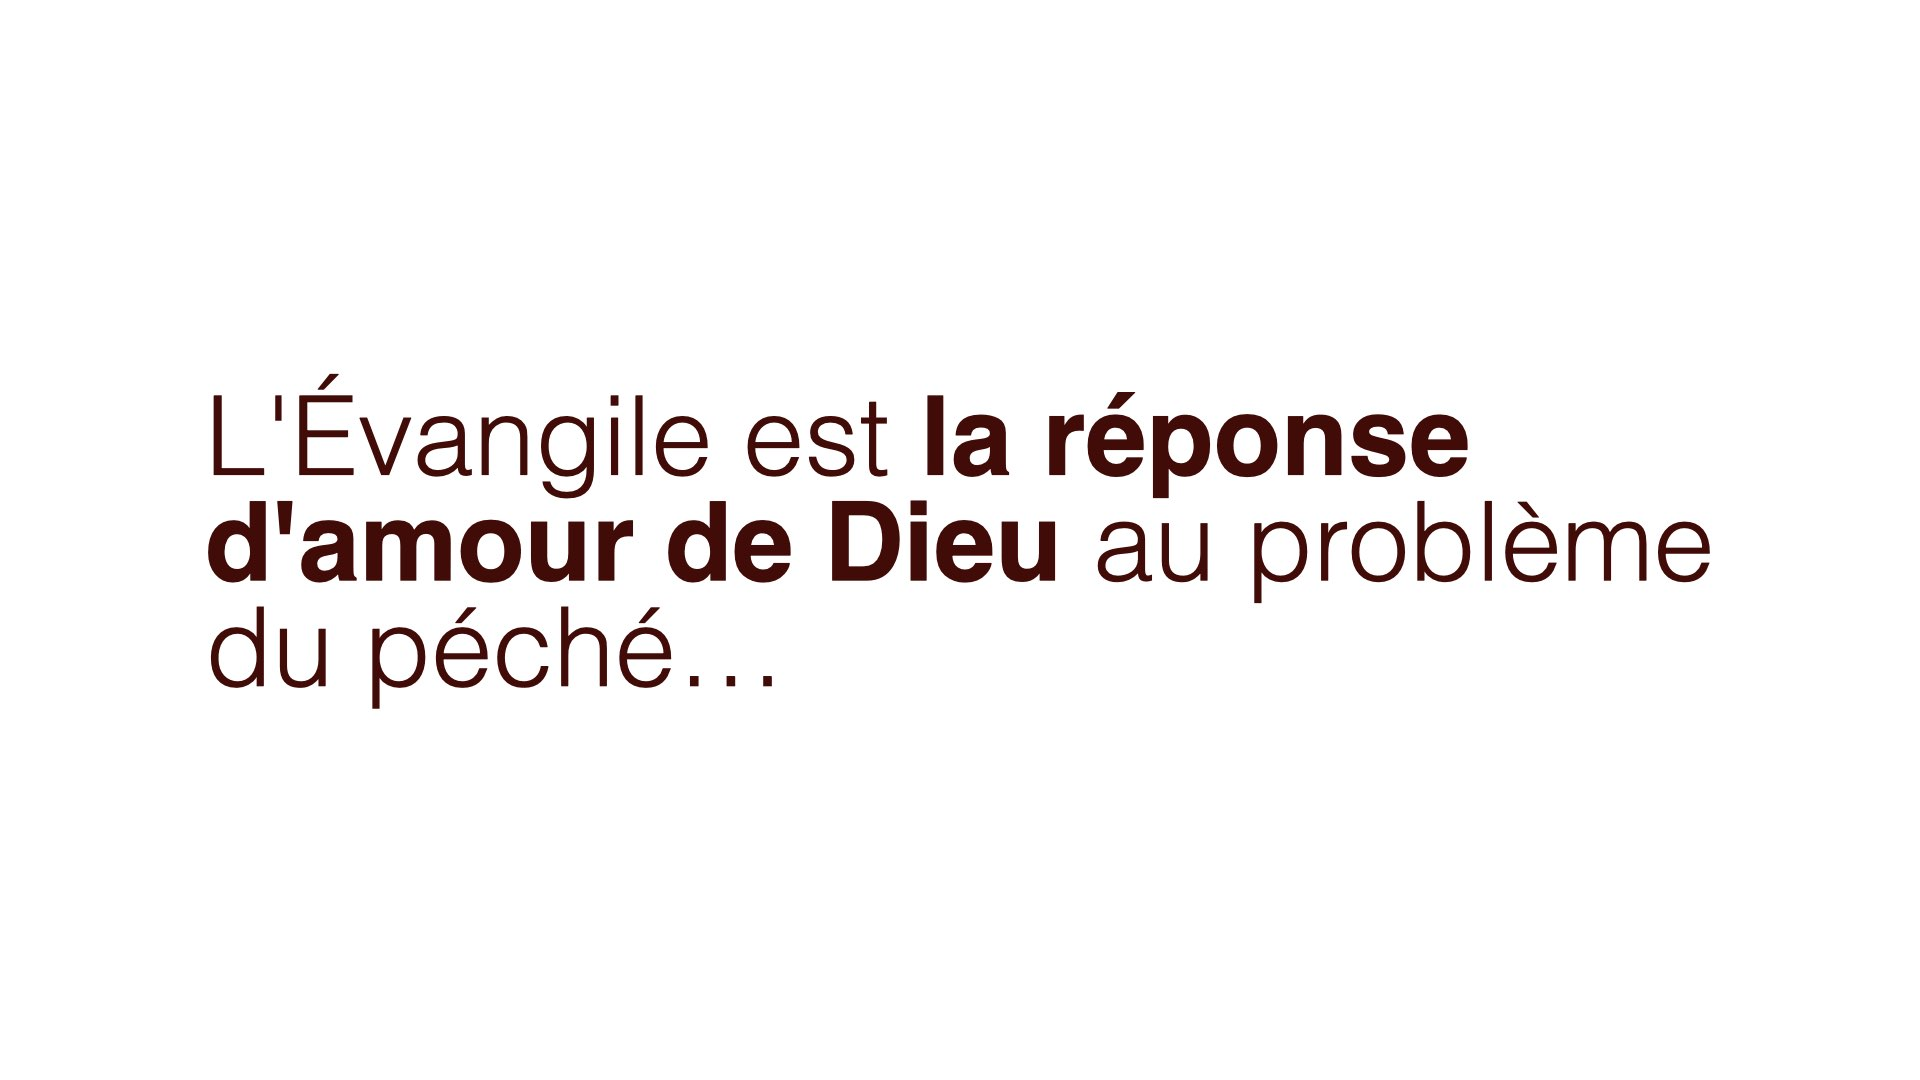 L'Évangile est la réponse
d'amour de Dieu au problème
du péché…